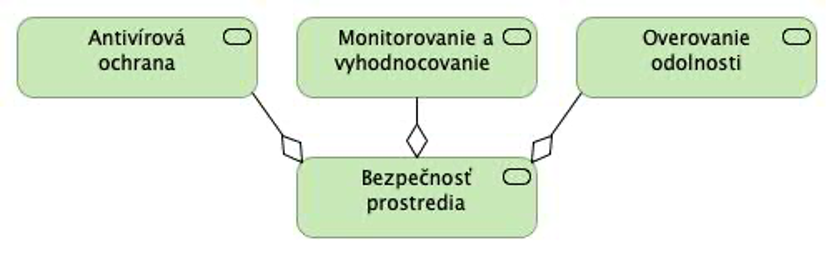 Antivírová
ochrana
Monitorovanie a
vyhodnocovanie
Overovanie
odolnosti
Bezpečnosť
prostredia